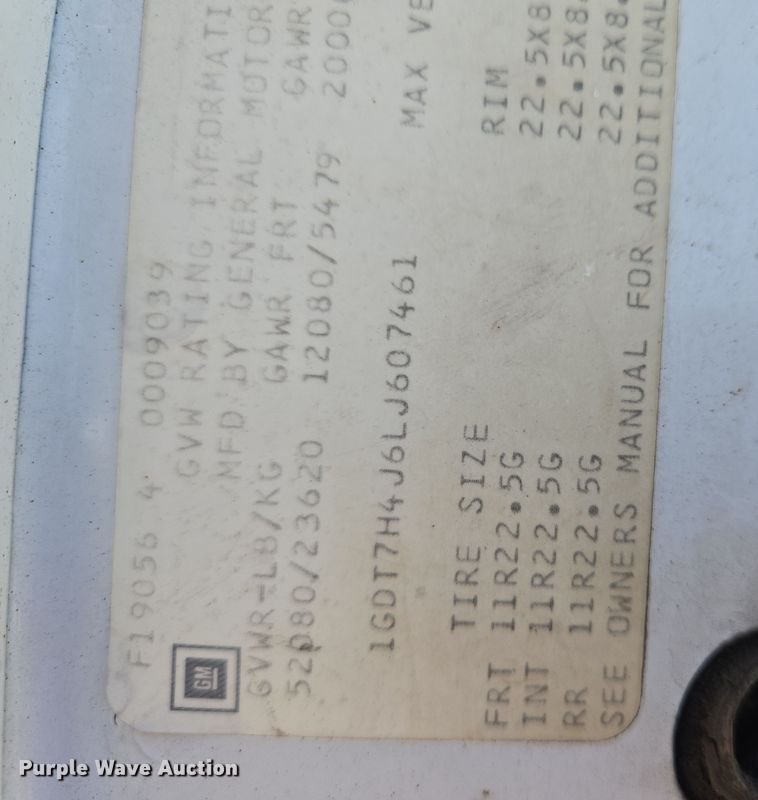 F19056 4 0009039
GVW RATING INFORMATI
MFD BY GENERAL MOTOR
GVWR-LB/KG GAWR FRT GAWR
52080/23620 12080/5479 2000
1GDT7H4J6LJ607461 MAX VE
TIRE SIZE RIM
FRT 11R22.5G 22.5X8
INT 11R22.5G 22.5X8
RR 11R22.5G 22.5X8
SEE OWNERS MANUAL FOR ADDITIONAL
GM
Purple Wave Auction